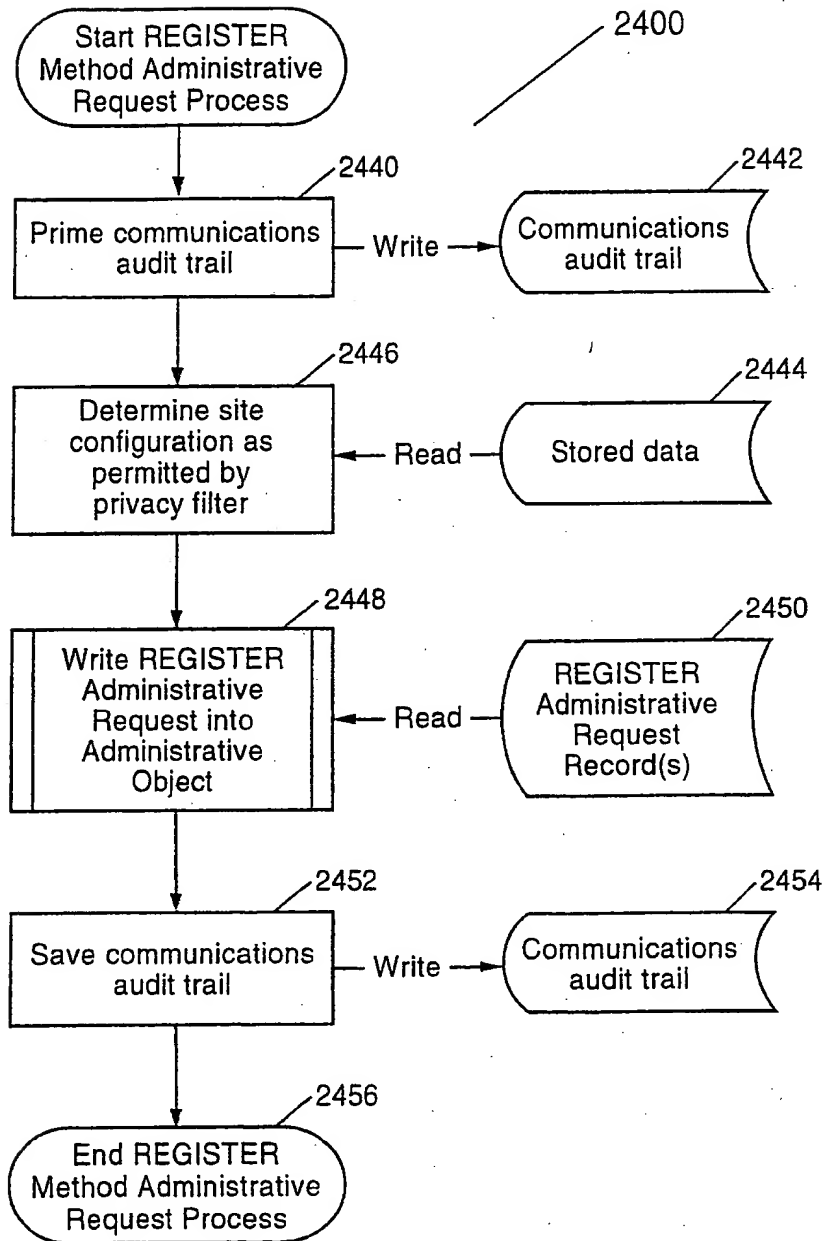 Start REGISTER
Method Administrative
Request Process
2400
2440
Prime communications
audit trail
Write
2442
Communications
audit trail
2446
Determine site
configuration as
permitted by
privacy filter
Read
2444
Stored data
2448
Write REGISTER
Administrative
Request into
Administrative
Object
Read
2450
REGISTER
Administrative
Request
Record(s)
2452
Save communications
audit trail
Write
2454
Communications
audit trail
2456
End REGISTER
Method Administrative
Request Process